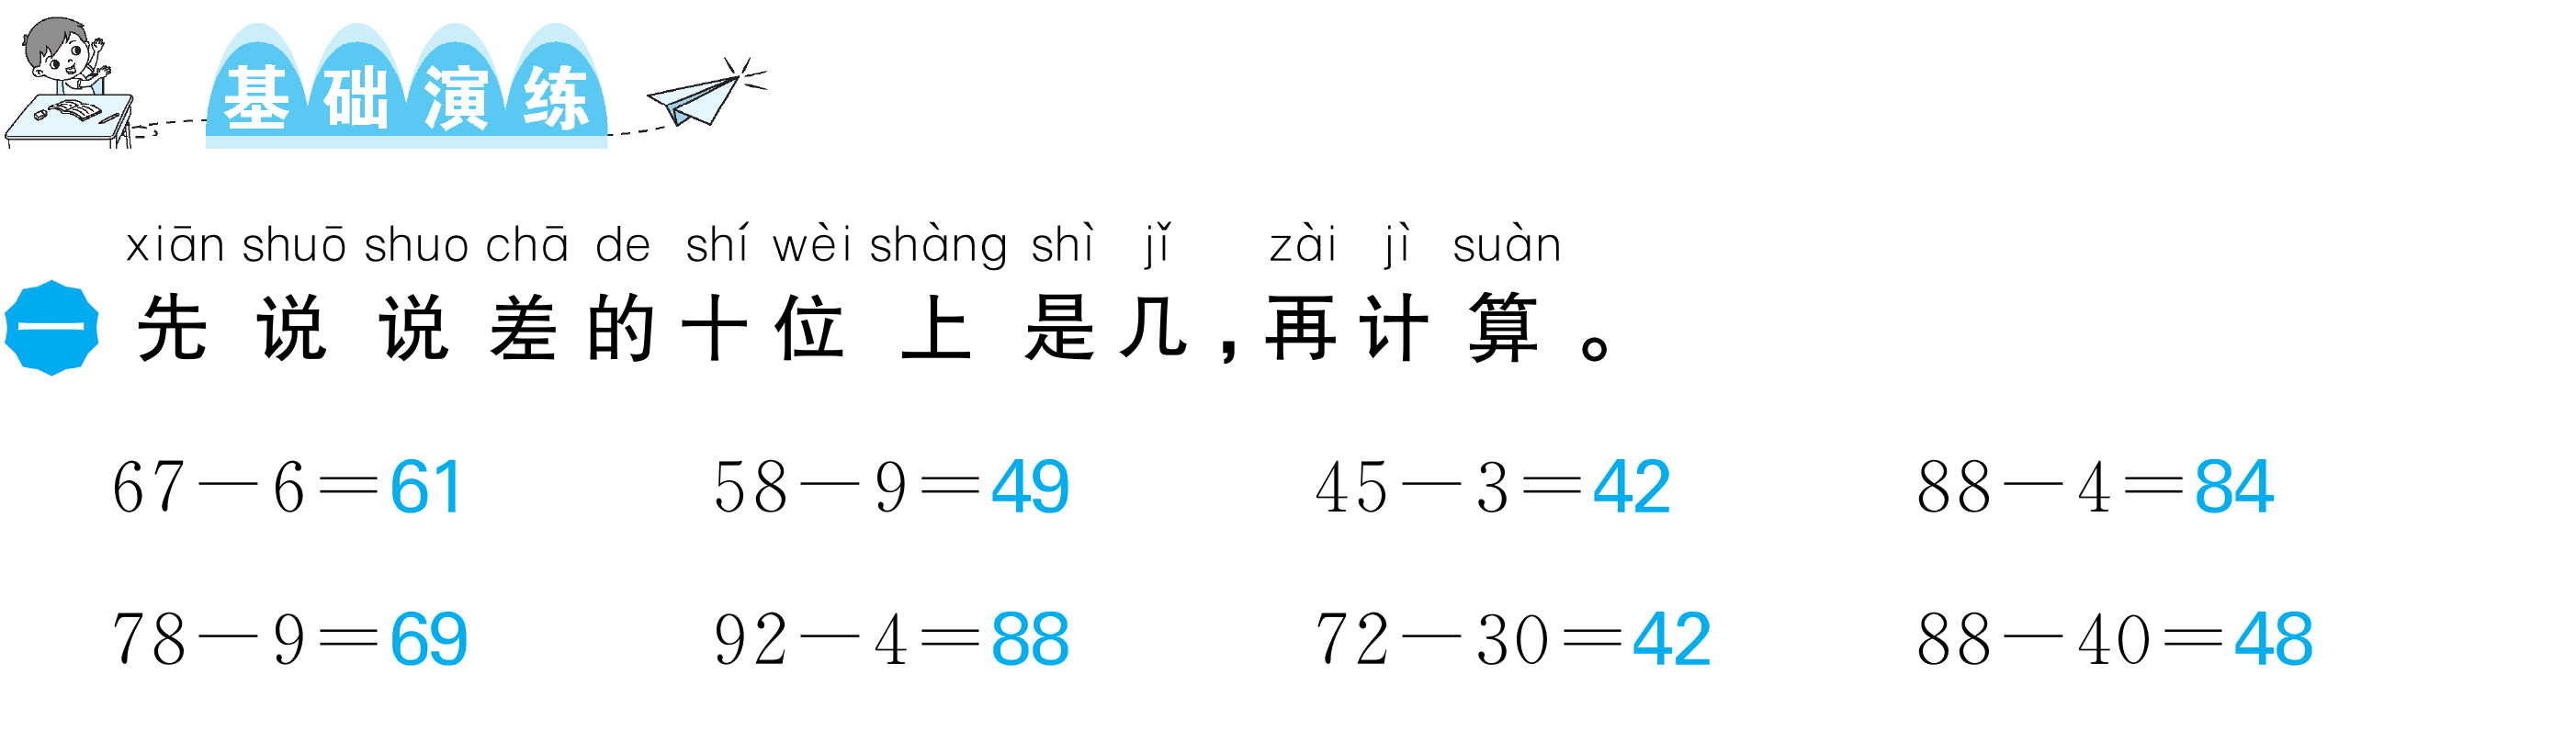 基础演练
xiān shuō shuo chā de shí wèi shàng shì jǐ zài jì suàn
一 先说说差的十位上是几,再计算。
67－6＝61 58－9＝49 45－3＝42 88－4＝84
78－9＝69 92－4＝88 72－30＝42 88－40＝48